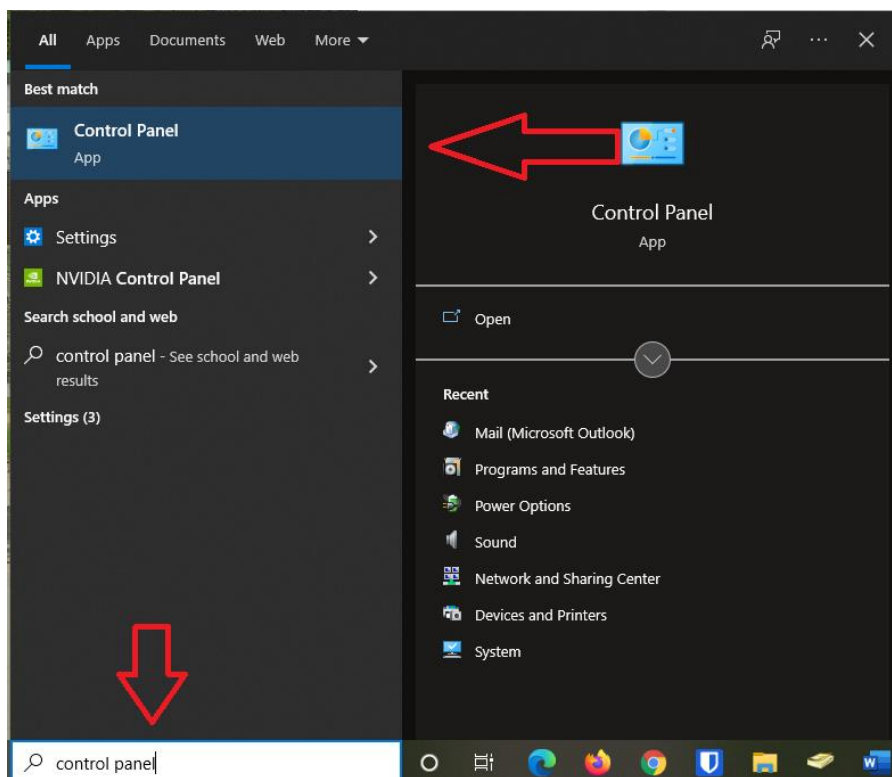 All Apps Documents Web More
Best match
Control Panel
App
Apps
Settings
NVIDIA Control Panel
Search school and web
control panel - See school and web
results
Settings (3)
control panel
Control Panel
App
Open
Recent
Mail (Microsoft Outlook)
Programs and Features
Power Options
Sound
Network and Sharing Center
Devices and Printers
System